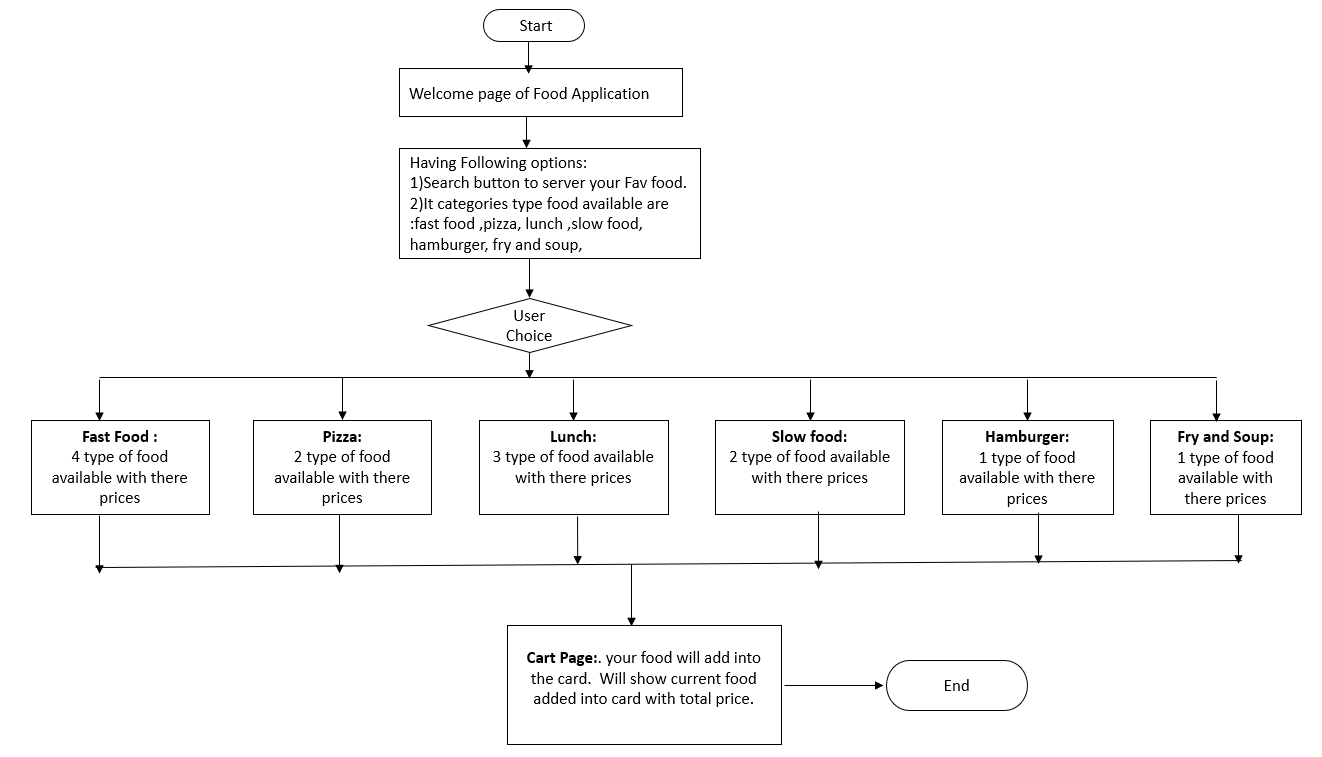 Start
Welcome page of Food Application
Having Following options:
1)Search button to server your Fav food.
2)It categories type food available are
:fast food ,pizza, lunch ,slow food,
hamburger, fry and soup,
User
Choice
Fast Food :
4 type of food
available with there
prices
Pizza:
2 type of food
available with there
prices
Lunch:
3 type of food available
with there prices
Slow food:
2 type of food available
with there prices
Hamburger:
1 type of food
available with there
prices
Fry and Soup:
1 type of food
available with
there prices
Cart Page:. your food will add into
the card.  Will show current food
added into card with total price.
End